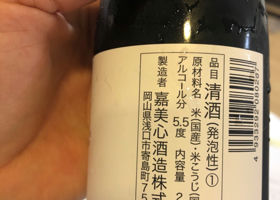 品目 清酒(発泡性)①
原材料名 米(国産)・米こうじ(国
アルコール分 5.5度 内容量 2
製造者 嘉美心酒造株式
岡山県浅口市寄島町75
4933292080287